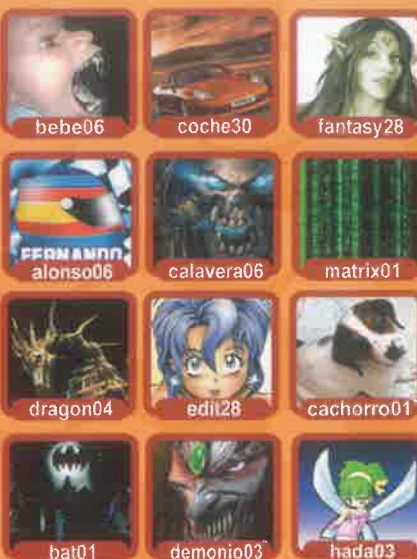 bebe06
coche30
fantasy28
FERNANDO
alonso06
calavera06
matrix01
dragon04
edit28
cachorro01
bat01
demonio03
hada03